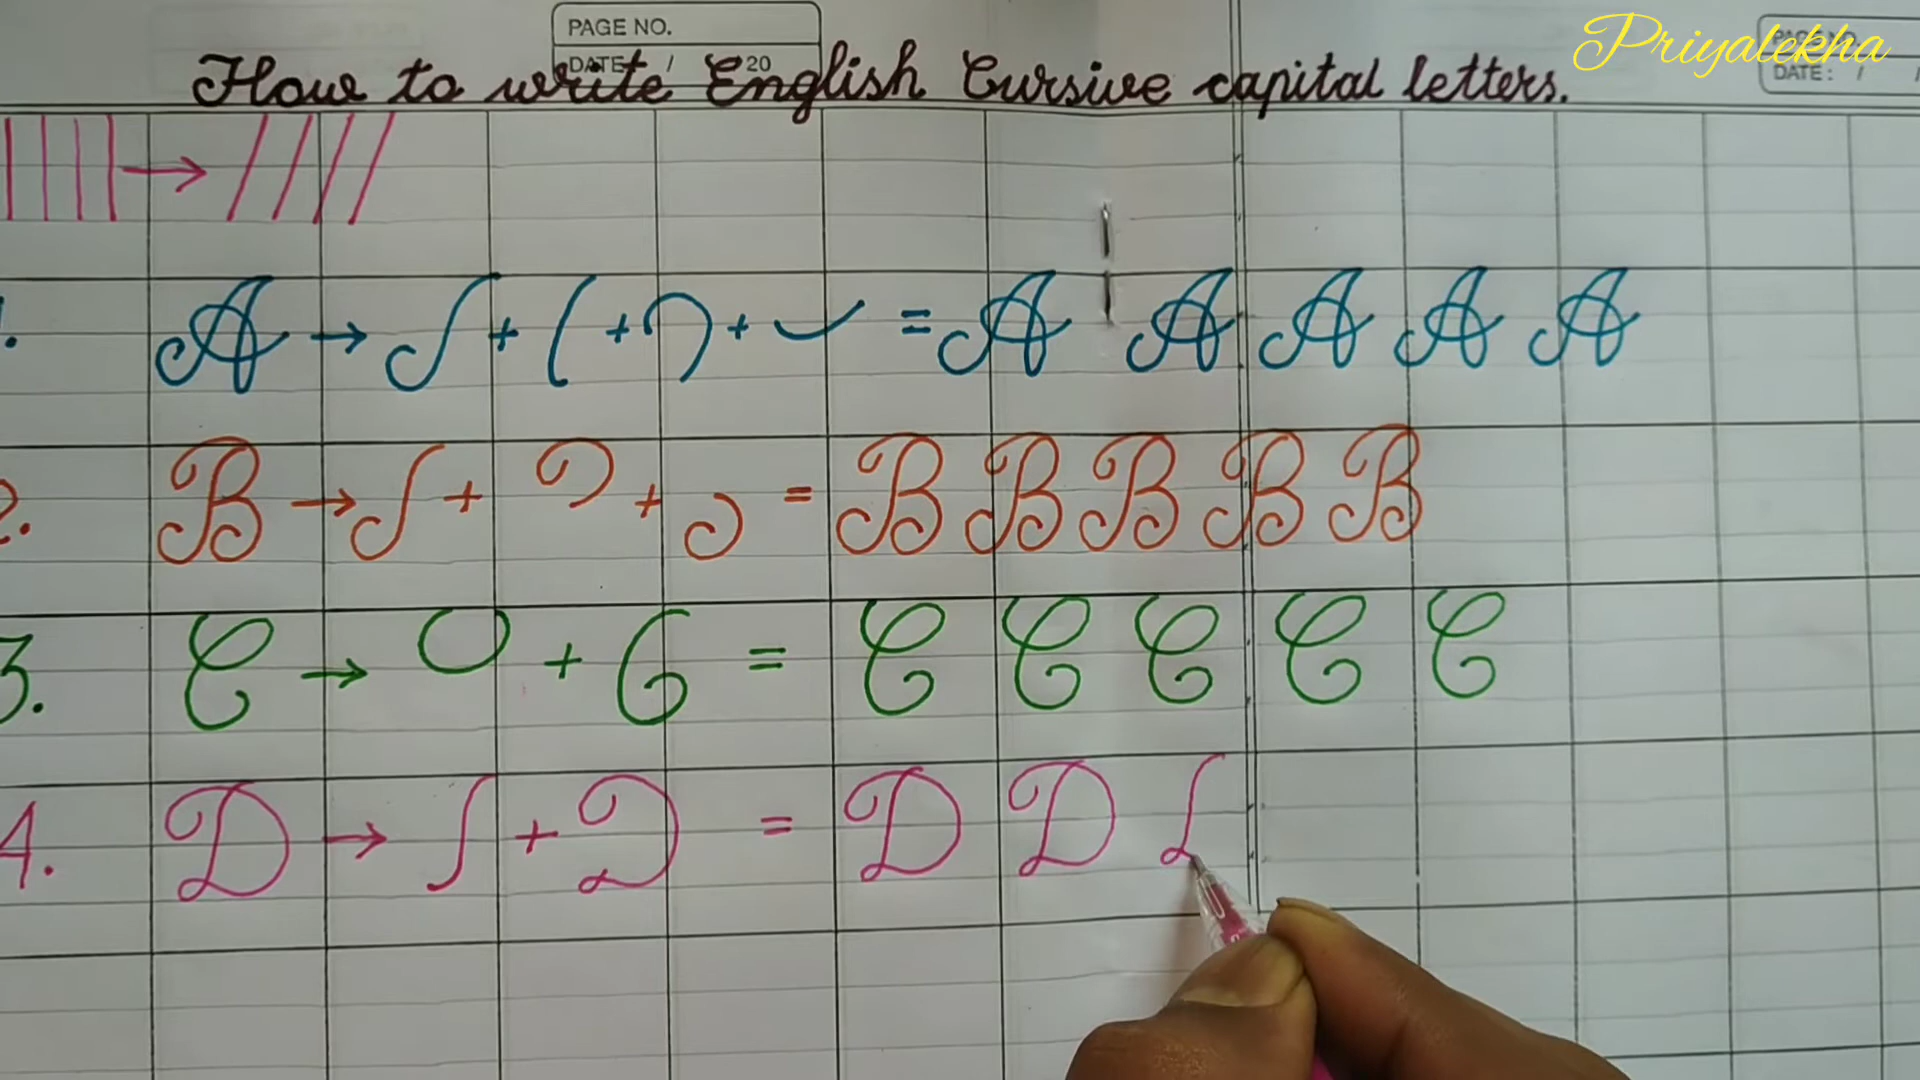 PAGE NO.
DATE: / 20
Priyalekha
DATE: / /
How to write English Cursive capital letters.
1. A → + ( + + = A A A A A
2. B → + + = B B B B B
3. C → + = C C C C C
4. D → + = D D